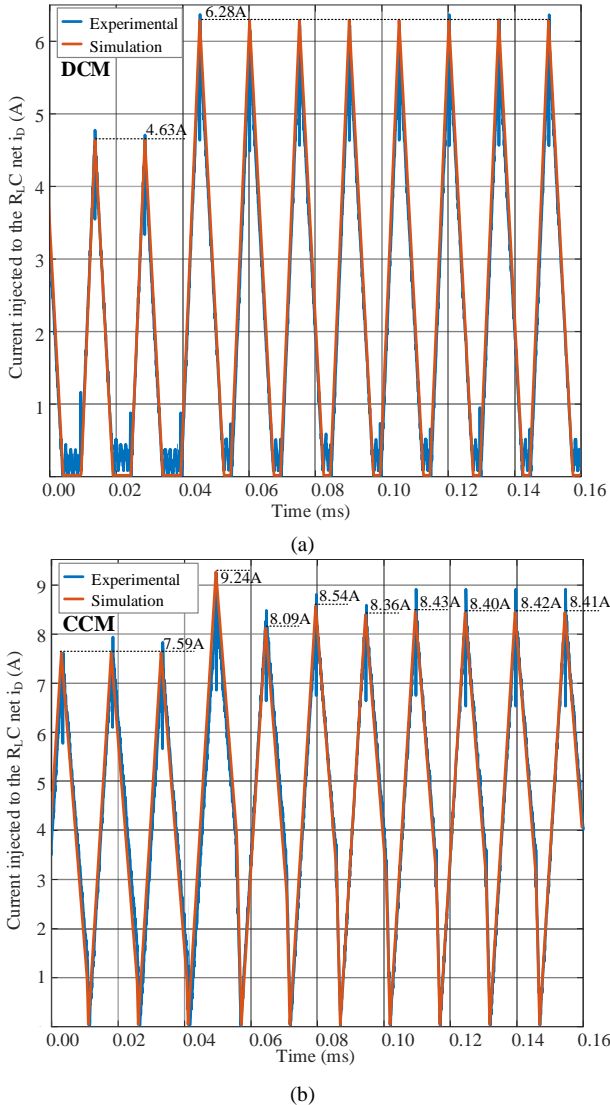 Experimental
Simulation
DCM
6.28A
4.63A
Current injected to the R_LC net i_D (A)
6
5
4
3
2
1
0.00 0.02 0.04 0.06 0.08 0.10 0.12 0.14 0.16
Time (ms)
(a)
Experimental
Simulation
CCM
7.59A
9.24A
8.09A
8.54A
8.36A
8.43A
8.40A
8.42A
8.41A
Current injected to the R_LC net i_D (A)
9
8
7
6
5
4
3
2
1
0.00 0.02 0.04 0.06 0.08 0.10 0.12 0.14 0.16
Time (ms)
(b)